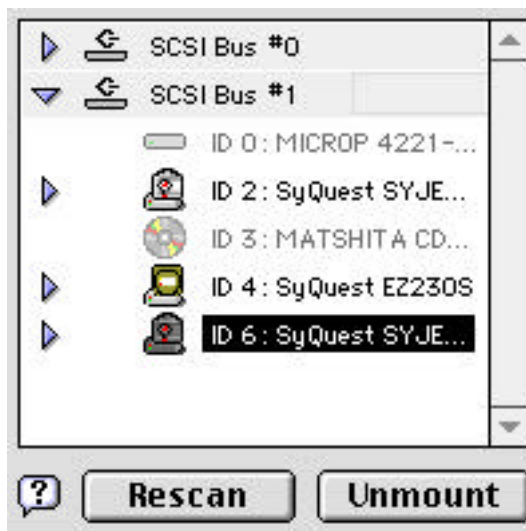 SCSI Bus #0
SCSI Bus #1
ID 0: MICROP 4221-...
ID 2: SyQuest SYJE...
ID 3: MATSHITA CD...
ID 4: SyQuest EZ230S
ID 6: SyQuest SYJE...
?
Rescan Unmount